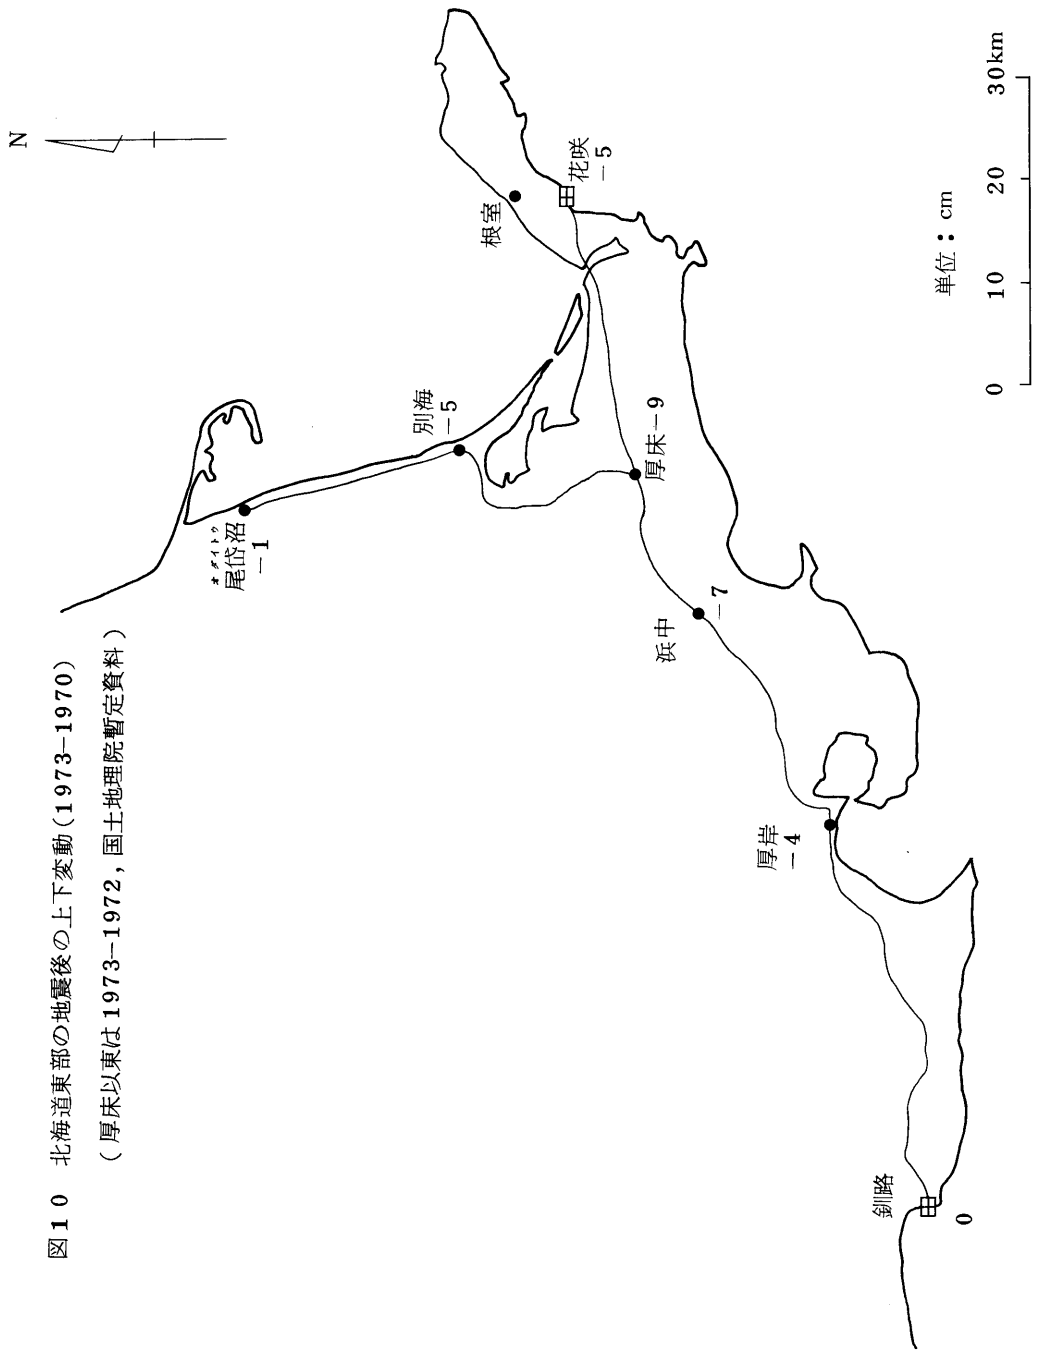 図10 北海道東部の地震後の上下変動(1973-1970)
(厚床以東は1973-1972,国土地理院暫定資料)
N
オダイトウ
尾岱沼
-1
別海
-5
根室
花咲
-5
厚床-9
浜中
-7
厚岸
-4
釧路
0
単位:cm
0 10 20 30km